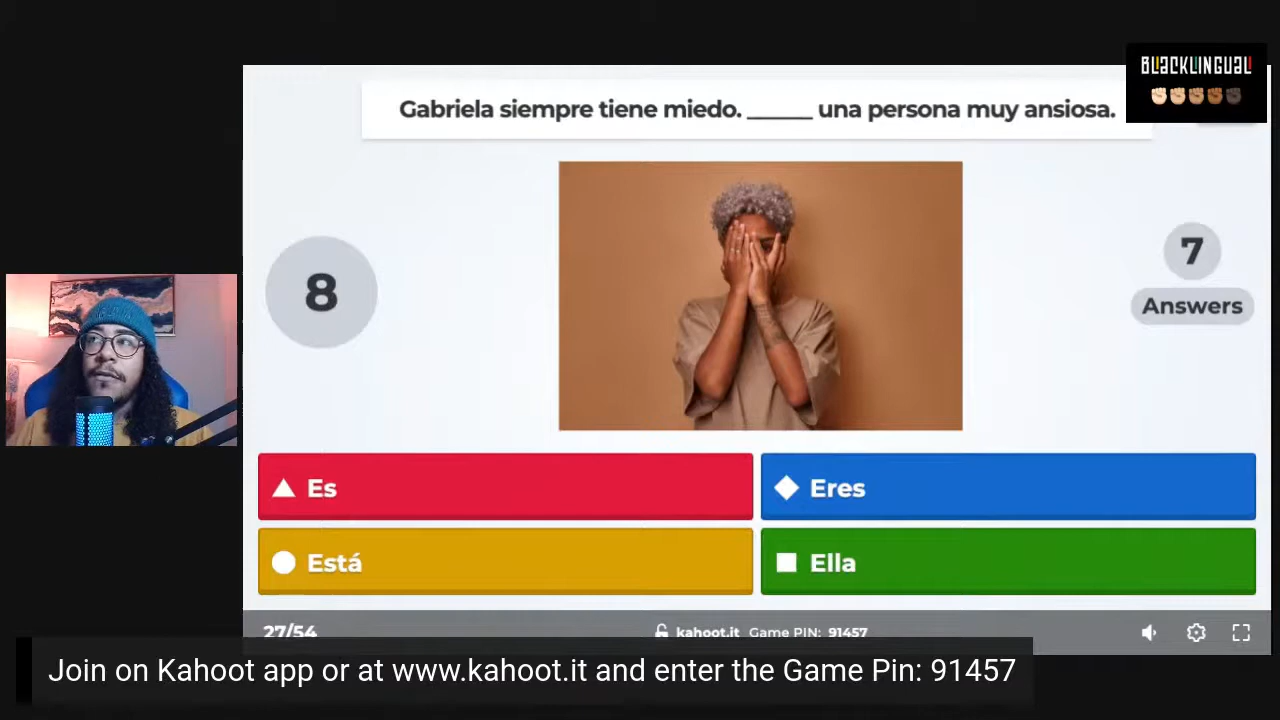 BLACKLINGUAL
Gabriela siempre tiene miedo. ______ una persona muy ansiosa.
8
7
Answers
Es
Eres
Está
Ella
27/54
kahoot.it Game PIN: 91457
Join on Kahoot app or at www.kahoot.it and enter the Game Pin: 91457